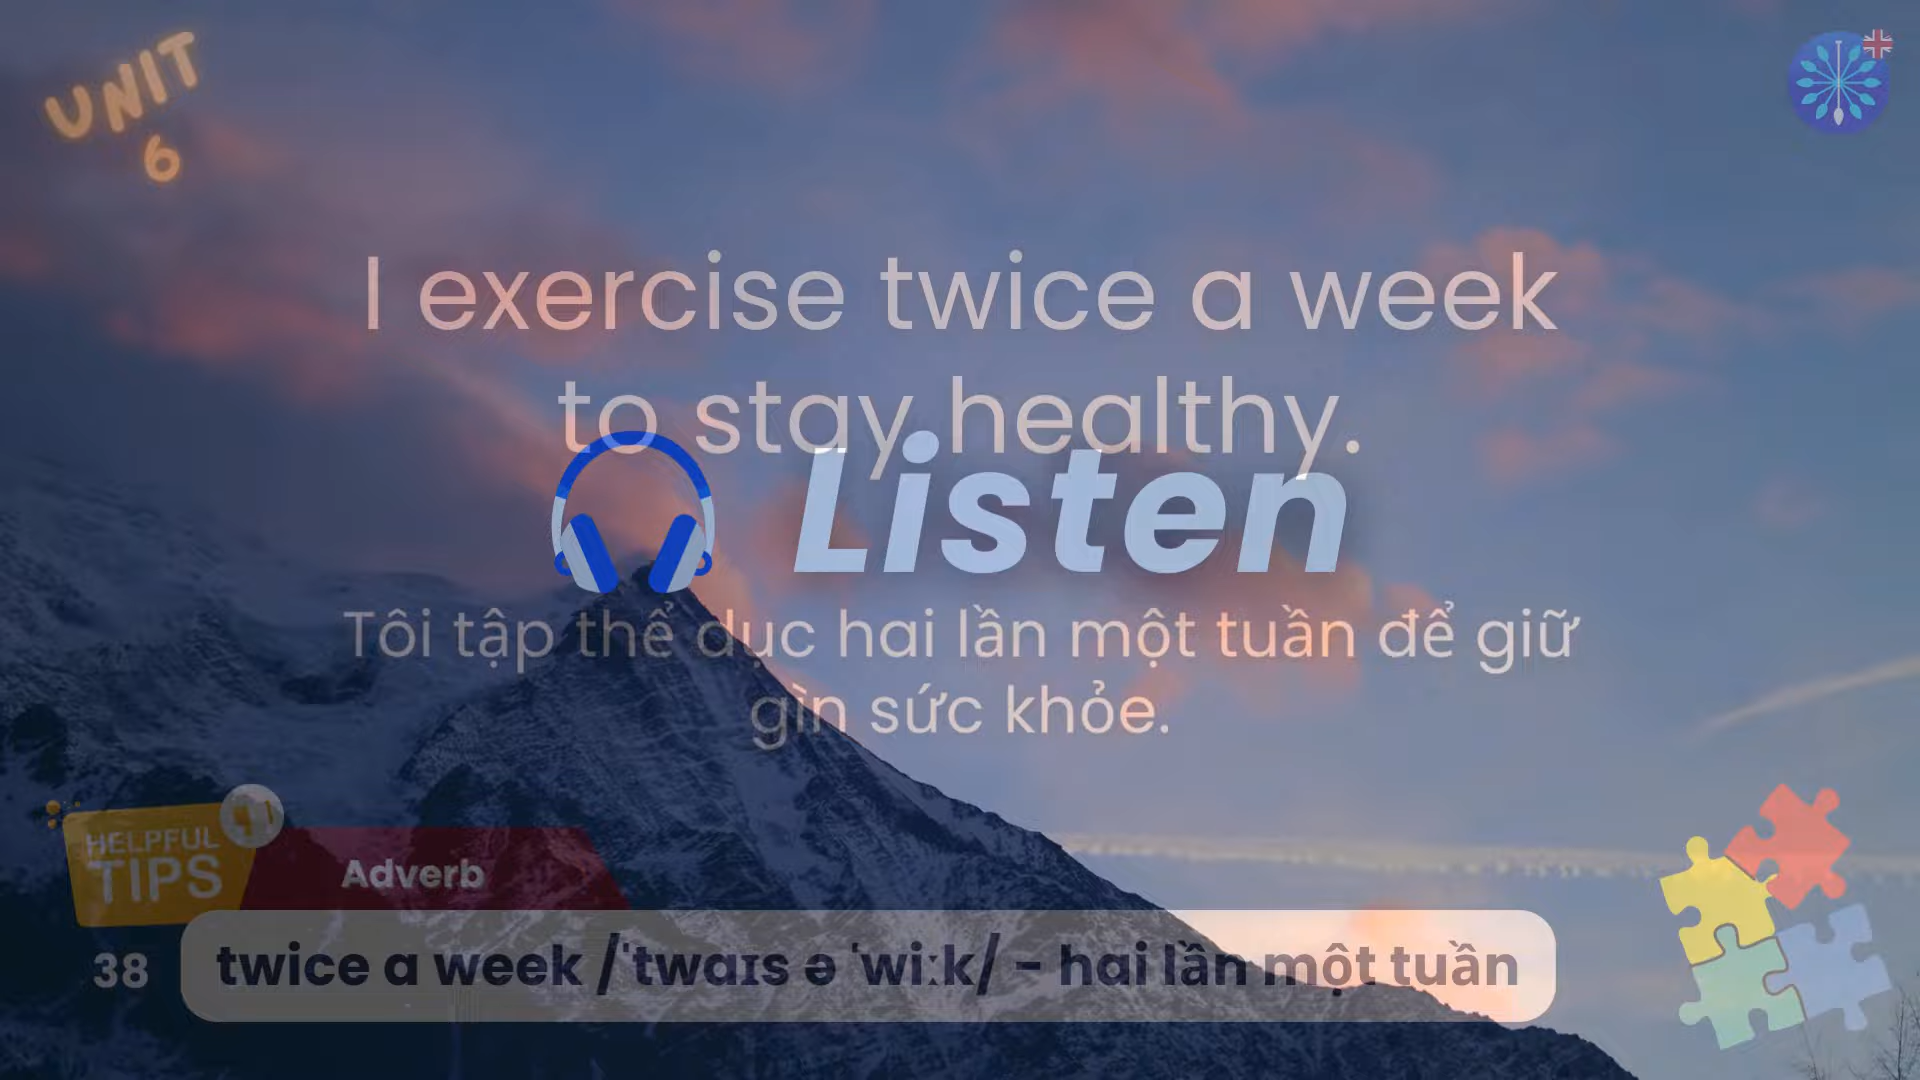 UNIT
6
I exercise twice a week
to stay healthy.
Listen
Tôi tập thể dục hai lần một tuần để giữ
gìn sức khỏe.
HELPFUL
TIPS
Adverb
38
twice a week /ˈtwaɪs ə ˈwiːk/ - hai lần một tuần